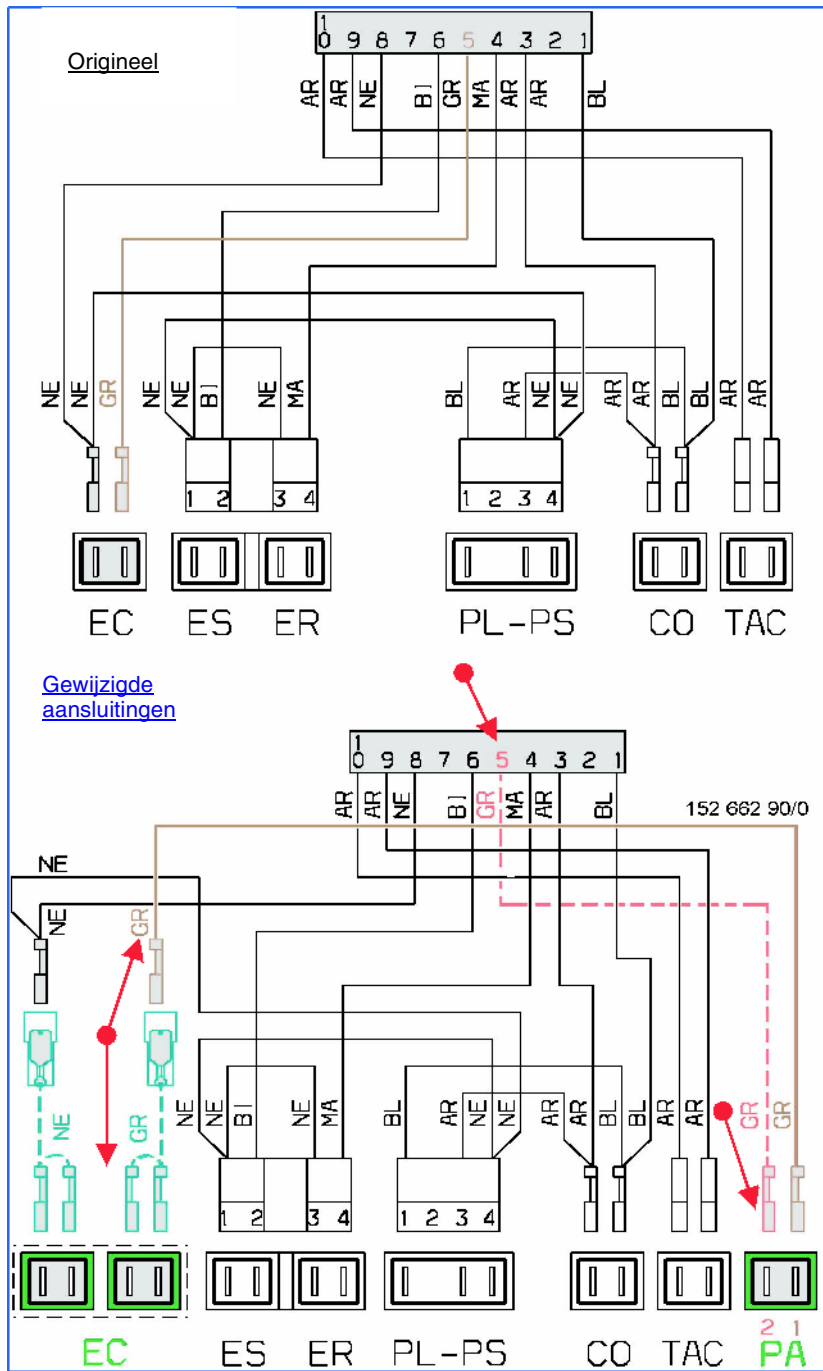 Origineel
1
0 9 8 7 6 5 4 3 2 1
AR AR NE BI GR MA AR AR BL
NE NE GR NE NE BI NE MA BL AR NE NE AR AR BL BL AR AR
1 2 3 4 1 2 3 4
EC ES ER PL-PS CO TAC
Gewijzigde
aansluitingen
1
0 9 8 7 6 5 4 3 2 1
AR AR NE BI GR MA AR BL
152 662 90/0
NE
NE GR
NE GR NE NE BI NE MA BL AR NE NE AR AR BL BL AR AR GR GR
1 2 3 4 1 2 3 4
2 1
EC ES ER PL-PS CO TAC PA